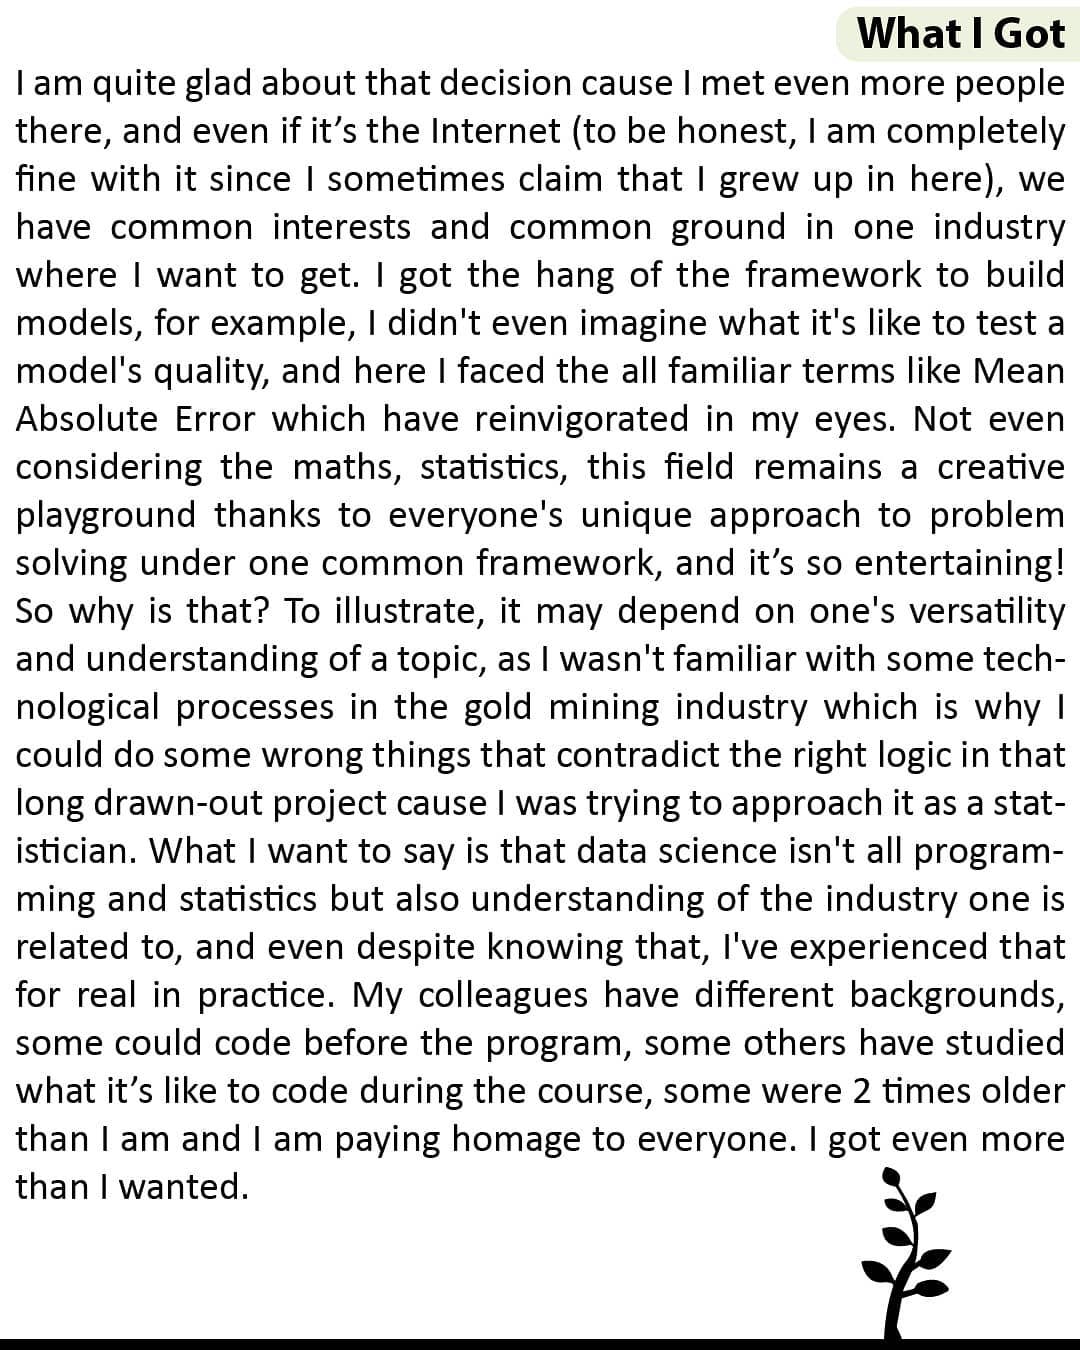 What I Got
I am quite glad about that decision cause I met even more people
there, and even if it’s the Internet (to be honest, I am completely
fine with it since I sometimes claim that I grew up in here), we
have common interests and common ground in one industry
where I want to get. I got the hang of the framework to build
models, for example, I didn't even imagine what it's like to test a
model's quality, and here I faced the all familiar terms like Mean
Absolute Error which have reinvigorated in my eyes. Not even
considering the maths, statistics, this field remains a creative
playground thanks to everyone's unique approach to problem
solving under one common framework, and it’s so entertaining!
So why is that? To illustrate, it may depend on one's versatility
and understanding of a topic, as I wasn't familiar with some tech-
nological processes in the gold mining industry which is why I
could do some wrong things that contradict the right logic in that
long drawn-out project cause I was trying to approach it as a stat-
istician. What I want to say is that data science isn't all program-
ming and statistics but also understanding of the industry one is
related to, and even despite knowing that, I've experienced that
for real in practice. My colleagues have different backgrounds,
some could code before the program, some others have studied
what it’s like to code during the course, some were 2 times older
than I am and I am paying homage to everyone. I got even more
than I wanted.